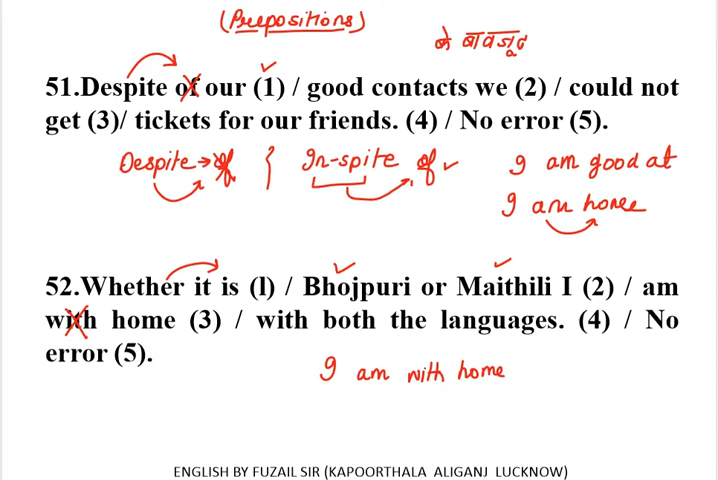 (Prepositions)
के बावजूद
51.Despite of our (1) / good contacts we (2) / could not
get (3)/ tickets for our friends. (4) / No error (5).
Despite → of { In-spite of ✓ I am good at
I am home
52.Whether it is (l) / Bhojpuri or Maithili I (2) / am
with home (3) / with both the languages. (4) / No
error (5).
I am with home
ENGLISH BY FUZAIL SIR (KAPOORTHALA ALIGANJ LUCKNOW)